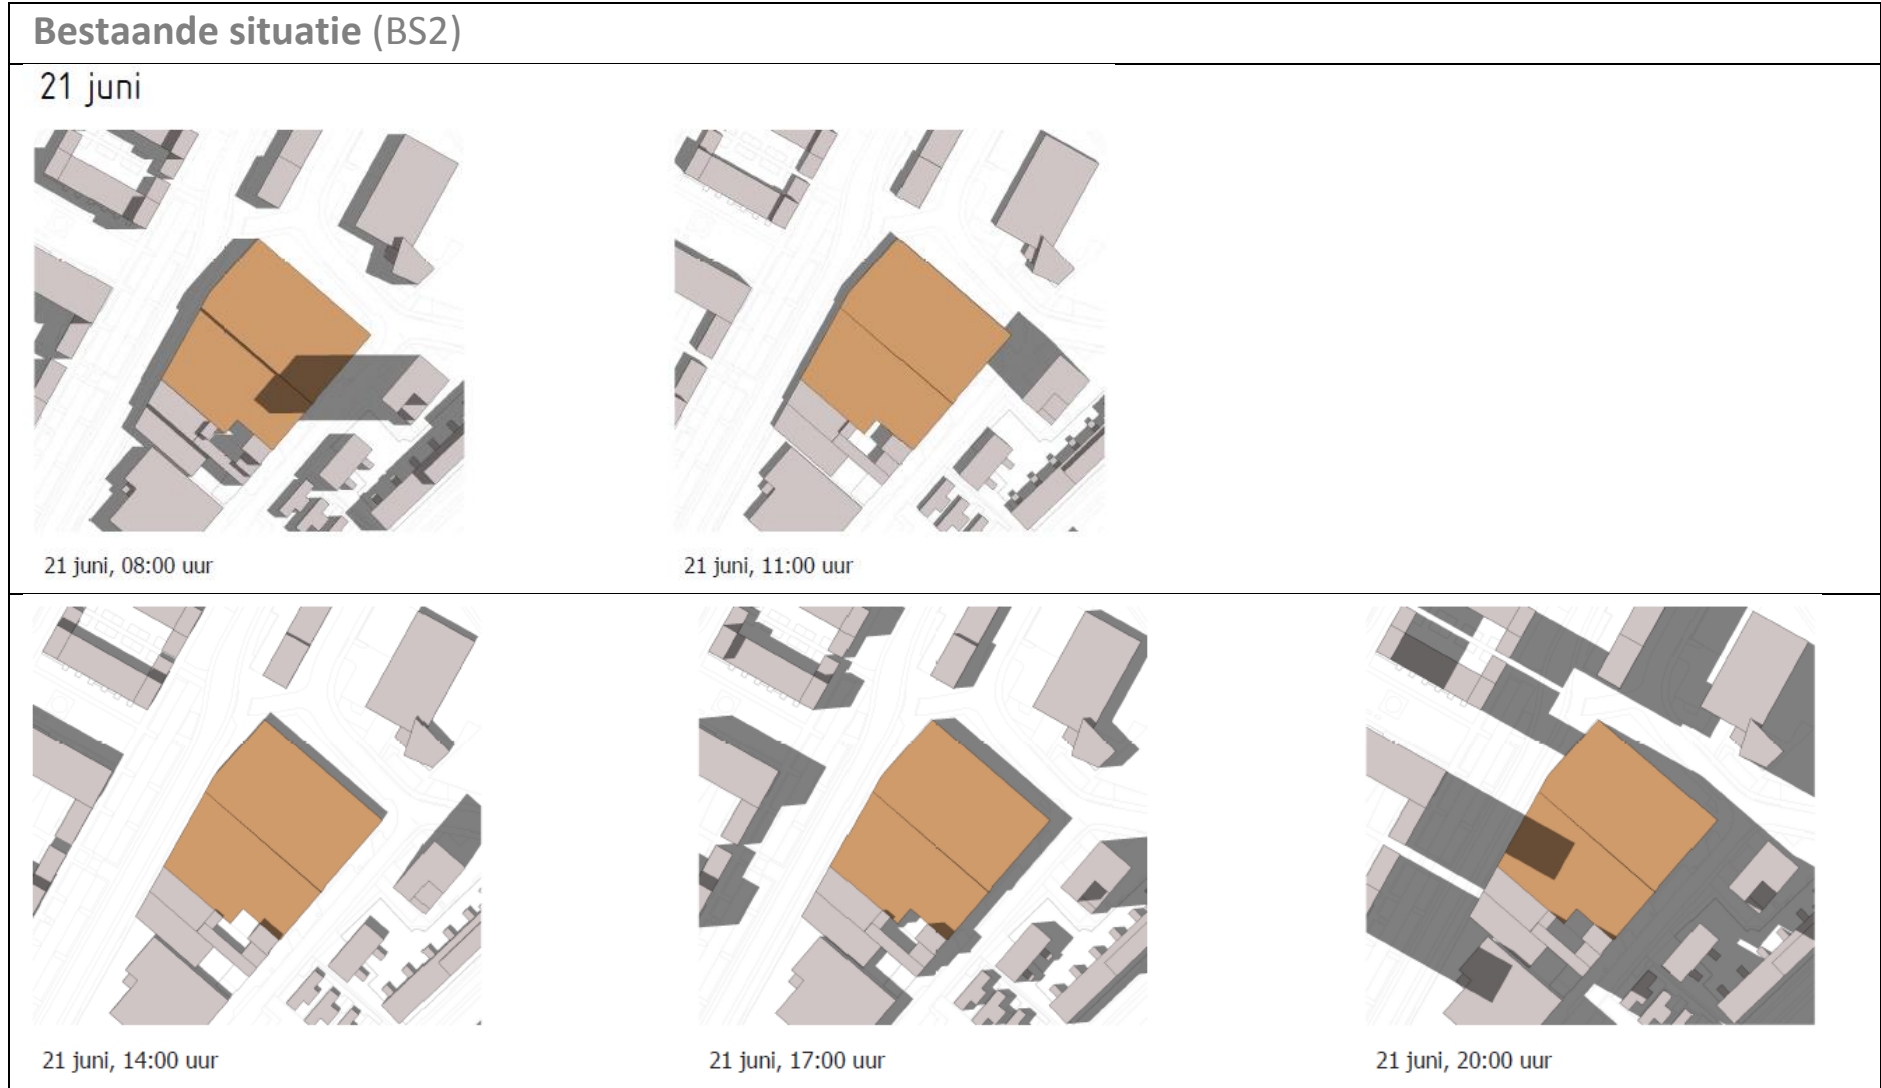 Bestaande situatie (BS2)
21 juni
21 juni, 08:00 uur
21 juni, 11:00 uur
21 juni, 14:00 uur
21 juni, 17:00 uur
21 juni, 20:00 uur